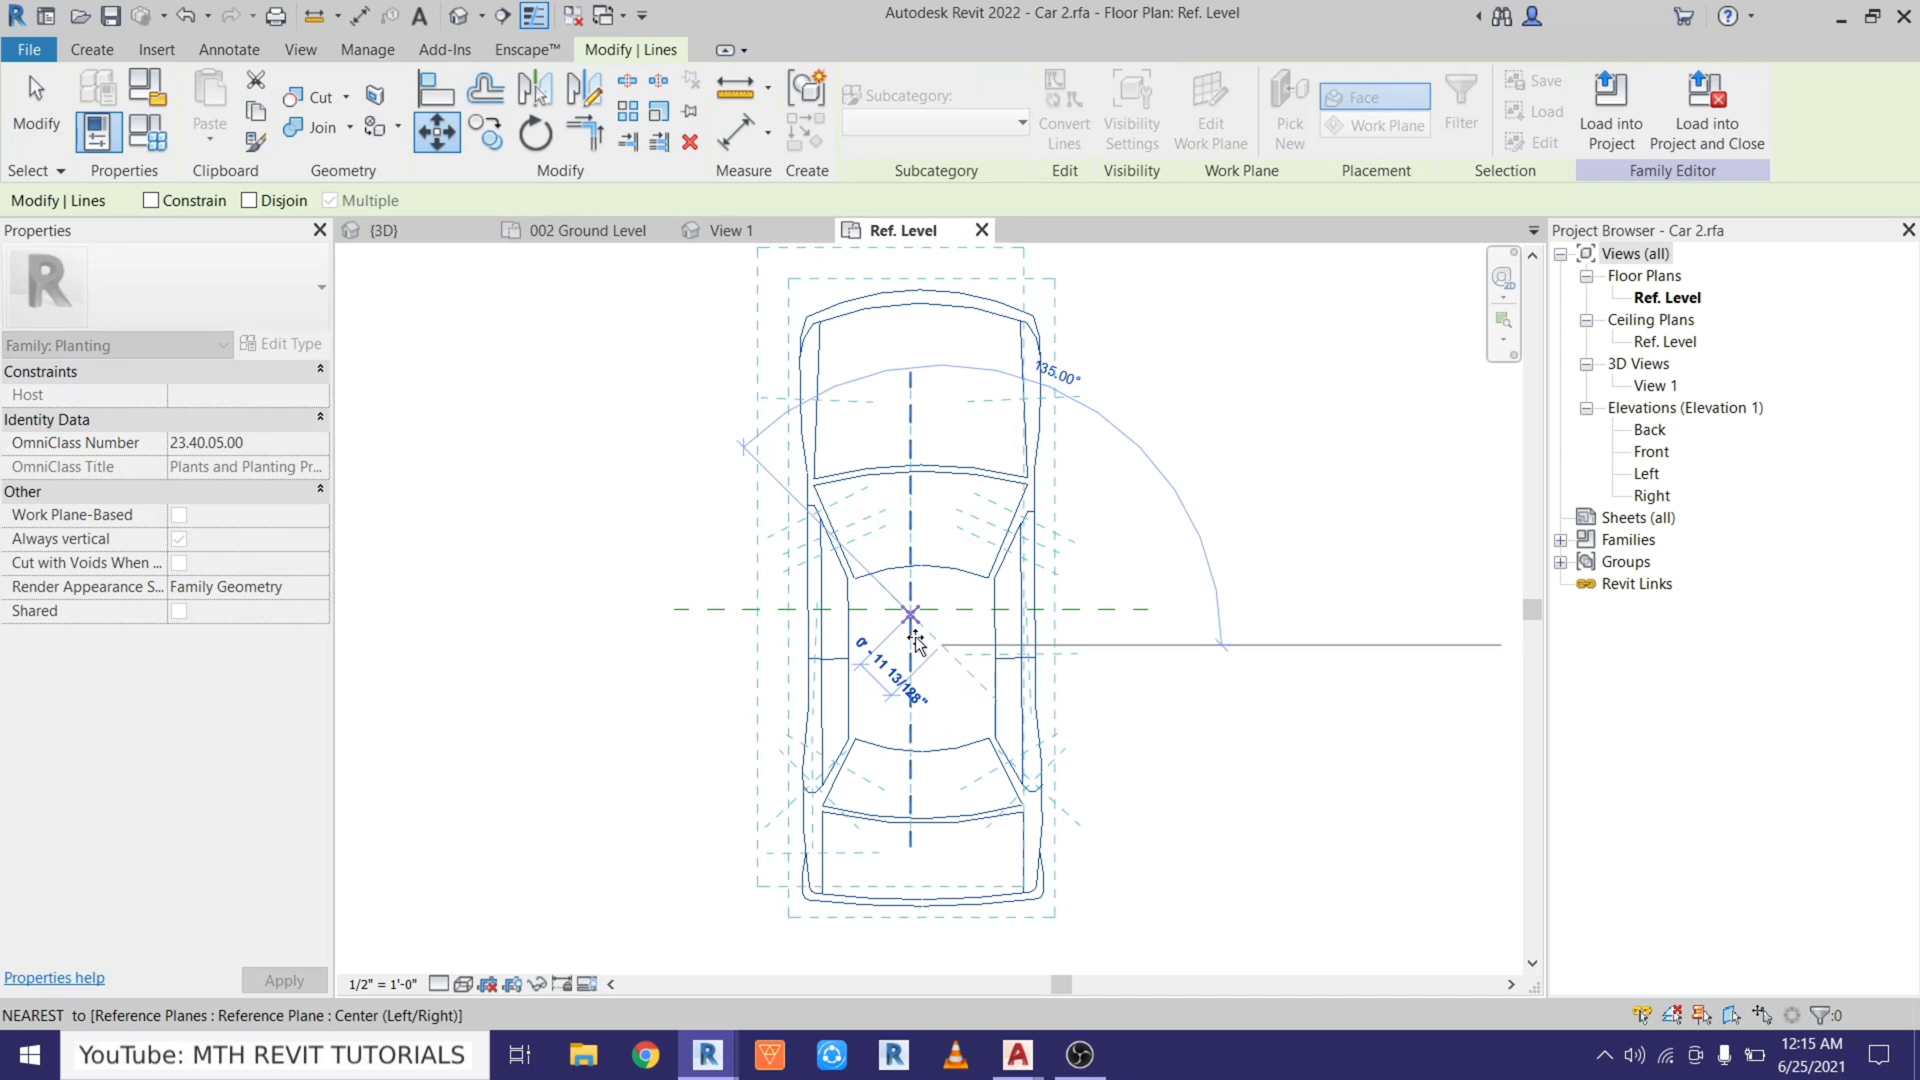 Autodesk Revit 2022 - Car 2.rfa - Floor Plan: Ref. Level
File Create Insert Annotate View Manage Add-Ins Enscape™ Modify | Lines
Modify
Paste
Cut
Join
Subcategory:
Convert Lines
Visibility Settings
Edit Work Plane
Pick New
Face
Work Plane
Filter
Save
Load
Edit
Load into Project
Load into Project and Close
Select Properties Clipboard Geometry Modify Measure Create Subcategory Edit Visibility Work Plane Placement Selection Family Editor
Modify | Lines Constrain Disjoin Multiple
Properties
{3D} 002 Ground Level View 1 Ref. Level
Project Browser - Car 2.rfa
R
Family: Planting Edit Type
Constraints
Host
Identity Data
OmniClass Number 23.40.05.00
OmniClass Title Plants and Planting Pr...
Other
Work Plane-Based
Always vertical
Cut with Voids When ...
Render Appearance S... Family Geometry
Shared
Properties help Apply
2D
135.00°
0' - 11 13/128"
Views (all)
Floor Plans
Ref. Level
Ceiling Plans
Ref. Level
3D Views
View 1
Elevations (Elevation 1)
Back
Front
Left
Right
Sheets (all)
Families
Groups
Revit Links
1/2" = 1'-0"
NEAREST to [Reference Planes : Reference Plane : Center (Left/Right)]
:0
YouTube: MTH REVIT TUTORIALS
12:15 AM
6/25/2021